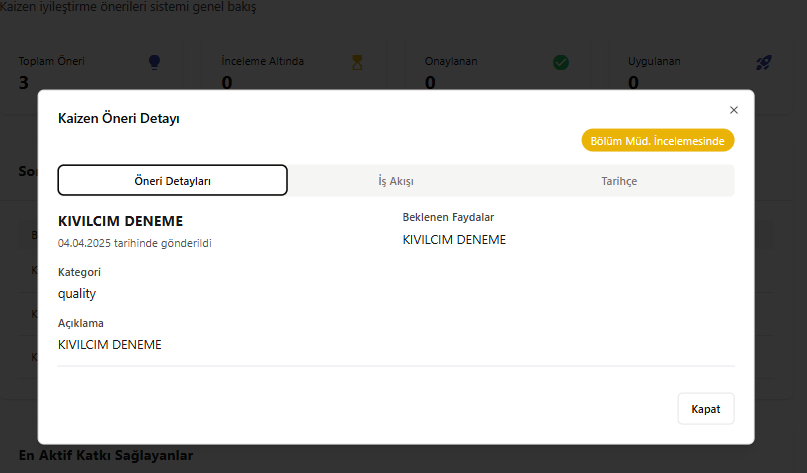 Kaizen iyileştirme önerileri sistemi genel bakış
Toplam Öneri
3
İnceleme Altında
0
Onaylanan
0
Uygulanan
0
Kaizen Öneri Detayı
×
Bölüm Müd. İncelemesinde
Öneri Detayları
İş Akışı
Tarihçe
KIVILCIM DENEME
04.04.2025 tarihinde gönderildi
Beklenen Faydalar
KIVILCIM DENEME
Kategori
quality
Açıklama
KIVILCIM DENEME
Kapat
En Aktif Katkı Sağlayanlar